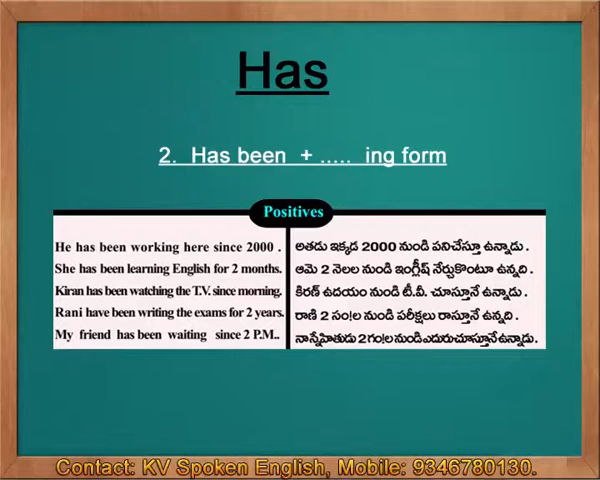 Has
2. Has been + ..... ing form
Positives
He has been working here since 2000 .
అతడు ఇక్కడ 2000 నుండి పనిచేస్తూ ఉన్నాడు .
She has been learning English for 2 months.
ఆమె 2 నెలల నుండి ఇంగ్లీష్ నేర్చుకొంటూ ఉన్నది .
Kiran has been watching the T.V. since morning.
కిరణ్ ఉదయం నుండి టీ.వీ. చూస్తూనే ఉన్నాడు .
Rani have been writing the exams for 2 years.
రాణి 2 సం!ల నుండి పరీక్షలు రాస్తూనే ఉన్నది .
My friend has been waiting since 2 P.M..
నాస్నేహితుడు 2గం!ల నుండి ఎదురుచూస్తూనేఉన్నాడు.
Contact: KV Spoken English, Mobile: 9346780130.